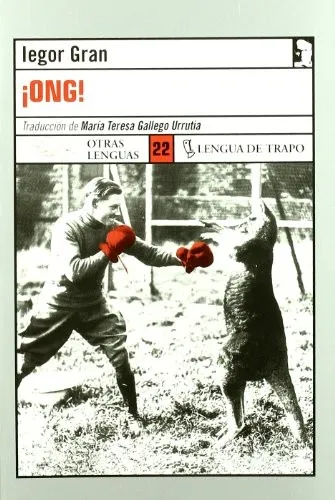 Iegor Gran
¡ONG!
Traducción de María Teresa Gallego Urrutia
OTRAS
LENGUAS
22
LENGUA DE TRAPO